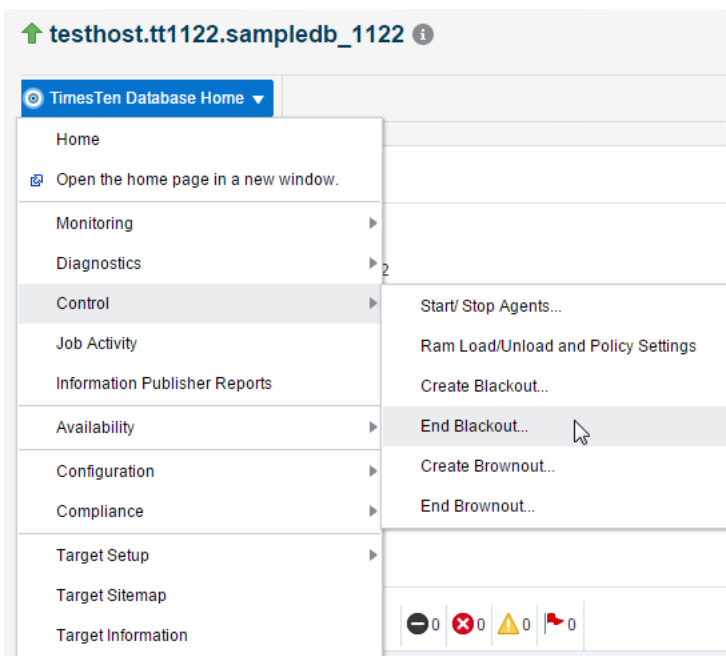 testhost.tt1122.sampledb_1122
TimesTen Database Home
Home
Open the home page in a new window.
Monitoring
Diagnostics
2
Control
Start/ Stop Agents...
Job Activity
Ram Load/Unload and Policy Settings
Information Publisher Reports
Create Blackout...
Availability
End Blackout...
Configuration
Create Brownout...
Compliance
End Brownout...
Target Setup
Target Sitemap
Target Information
0 0 0 0